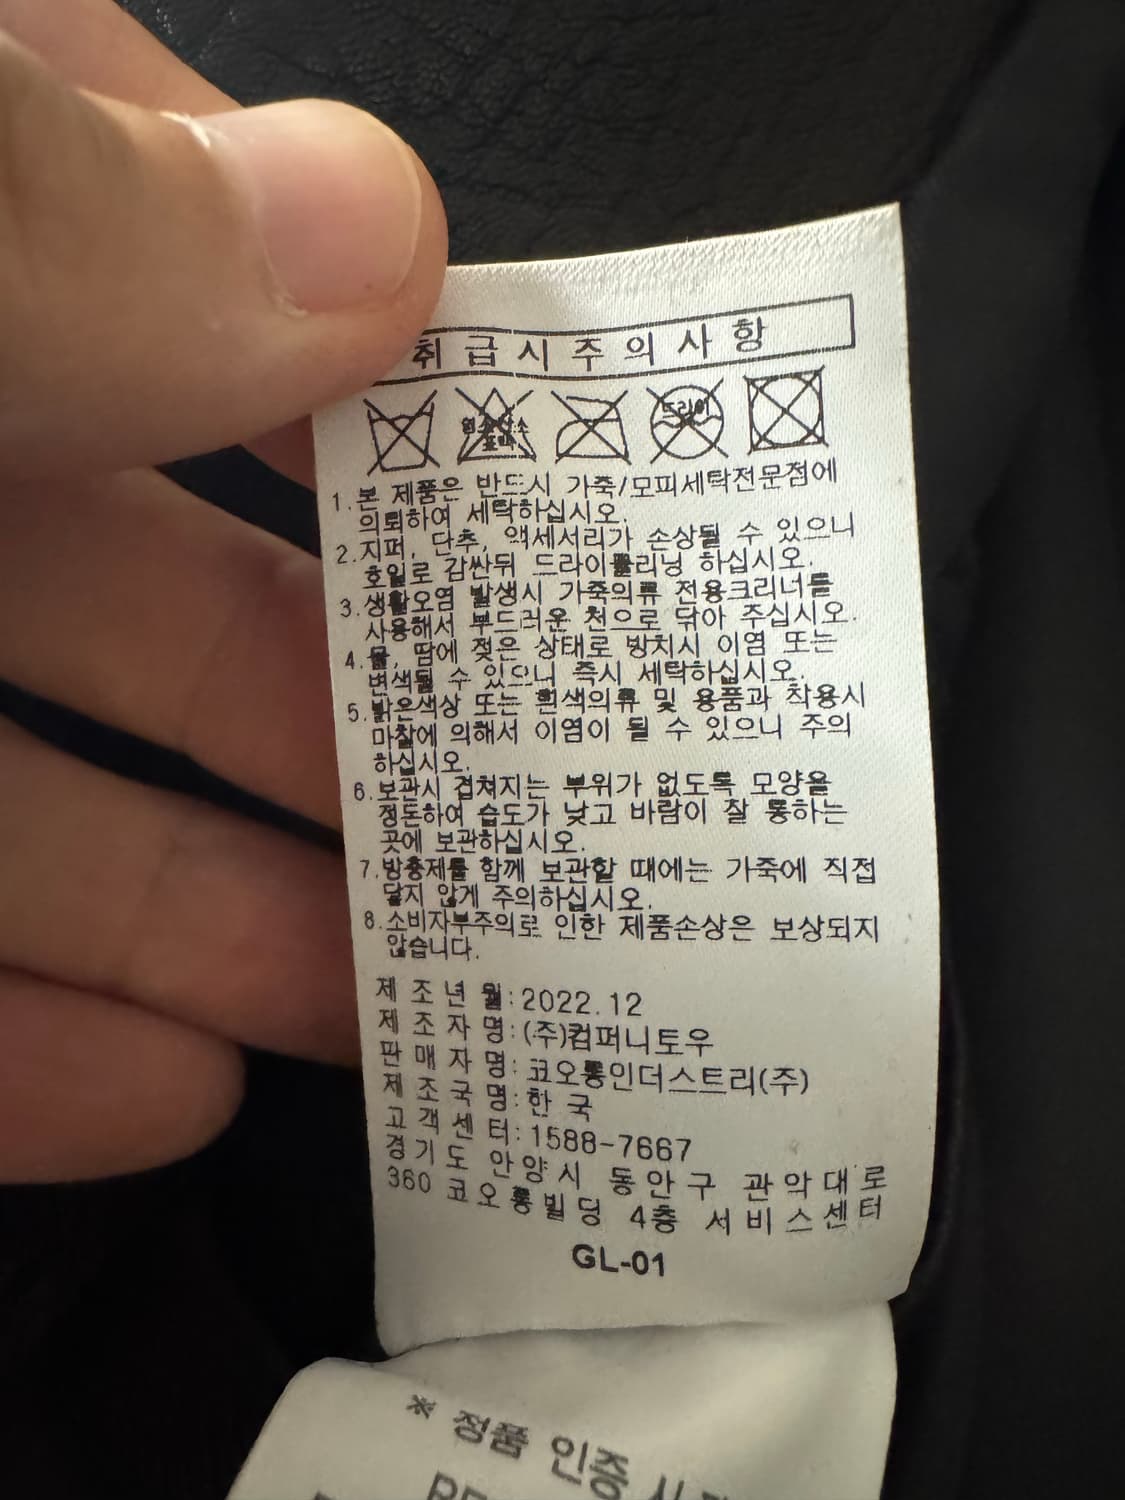 취급시주의사항
염소산소
표백
드라이
1. 본 제품은 반드시 가죽/모피세탁전문점에
의뢰하여 세탁하십시오.
2. 지퍼, 단추, 액세서리가 손상될 수 있으니
호일로 감싼뒤 드라이클리닝 하십시오.
3. 생활오염 발생시 가죽의류 전용크리너를
사용해서 부드러운 천으로 닦아 주십시오.
4. 물, 땀에 젖은 상태로 방치시 이염 또는
변색될 수 있으니 즉시 세탁하십시오.
5. 밝은색상 또는 흰색의류 및 용품과 착용시
마찰에 의해서 이염이 될 수 있으니 주의
하십시오.
6. 보관시 겹쳐지는 부위가 없도록 모양을
정돈하여 습도가 낮고 바람이 잘 통하는
곳에 보관하십시오.
7. 방충제를 함께 보관할 때에는 가죽에 직접
닿지 않게 주의하십시오.
8. 소비자부주의로 인한 제품손상은 보상되지
않습니다.
제조년월: 2022.12
제조자명: (주)컴퍼니토우
판매자명: 코오롱인더스트리(주)
제조국명: 한국
고객센터: 1588-7667
경기도 안양시 동안구 관악대로
360 코오롱빌딩 4층 서비스센터
GL-01
※ 정품 인증